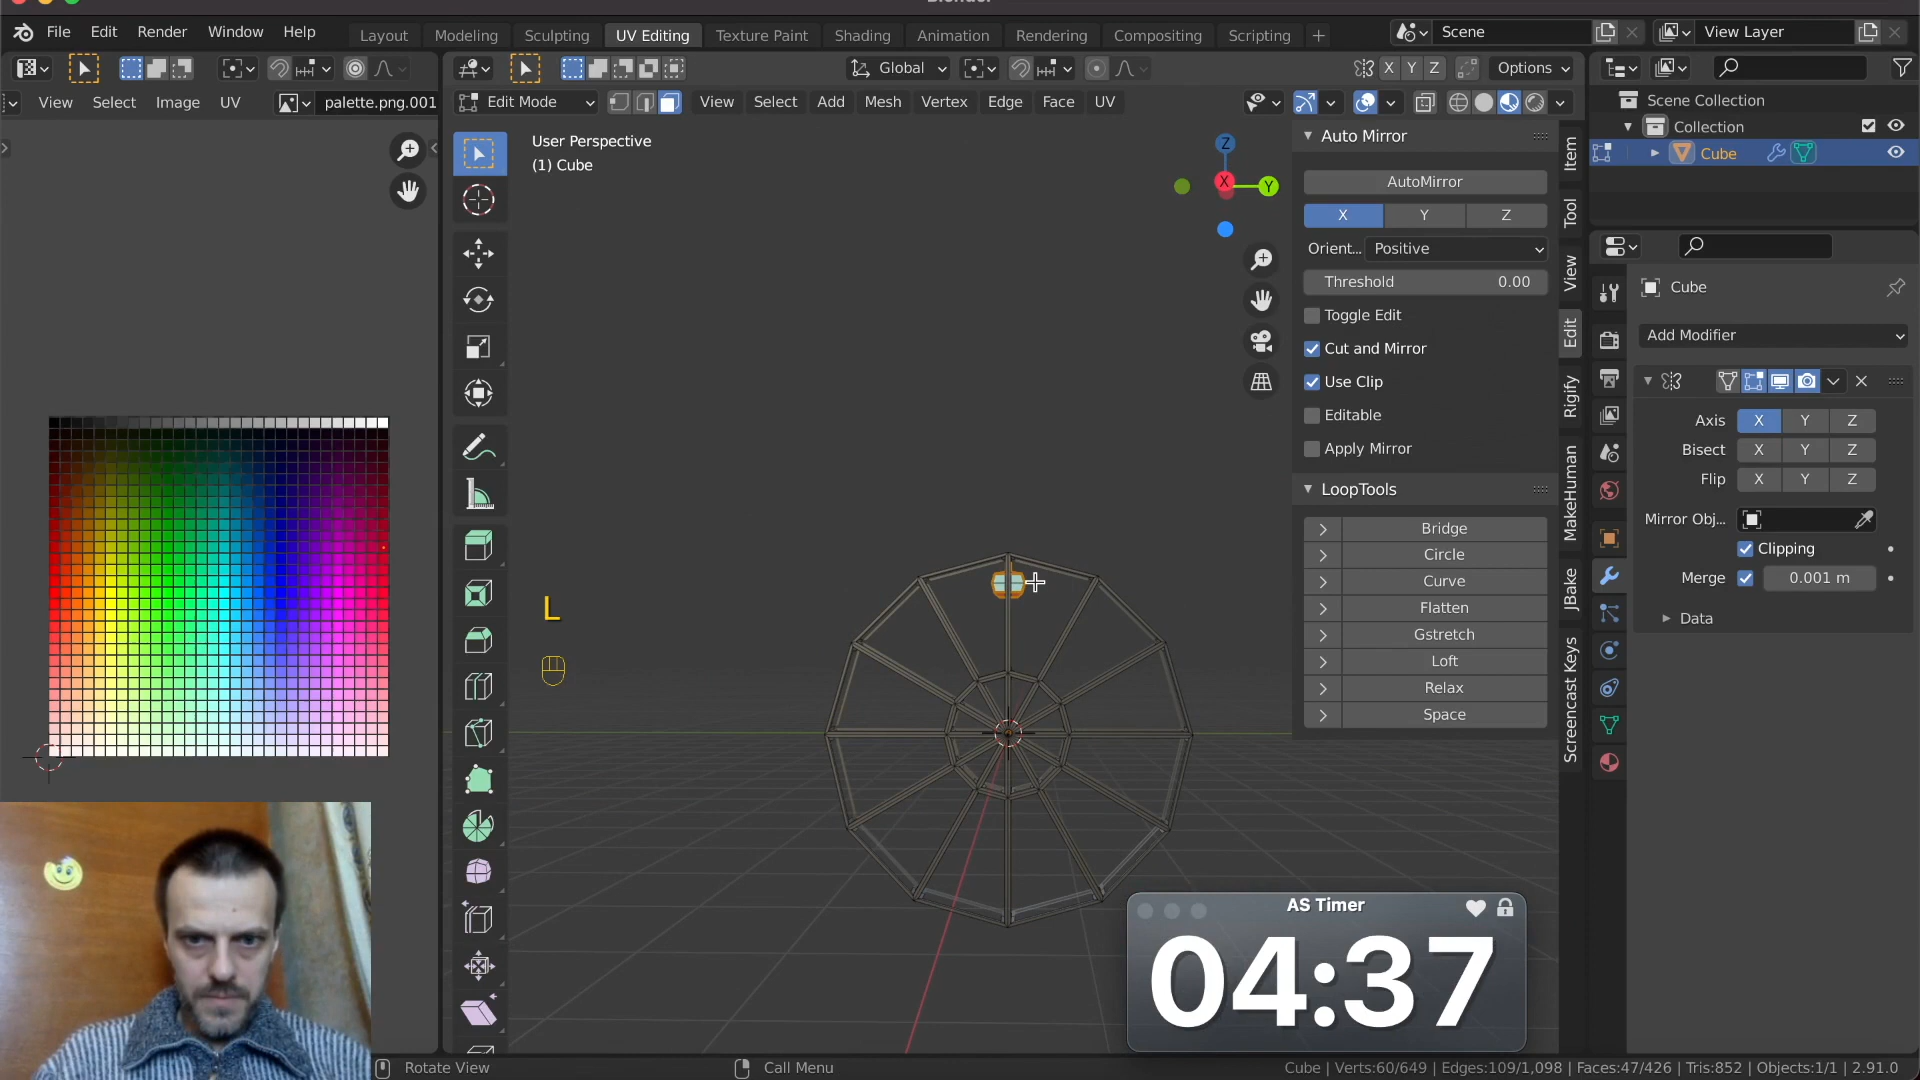 Blender
File Edit Render Window Help Layout Modeling Sculpting UV Editing Texture Paint Shading Animation Rendering Compositing Scripting + Scene View Layer
Global X Y Z Options
View Select Image UV palette.png.001 Edit Mode View Select Add Mesh Vertex Edge Face UV
Scene Collection
Collection
Cube
User Perspective
(1) Cube
Z
X
Y
Auto Mirror
AutoMirror
X Y Z
Orient... Positive
Threshold 0.00
Toggle Edit
Cut and Mirror
Use Clip
Editable
Apply Mirror
LoopTools
Bridge
Circle
Curve
Flatten
Gstretch
Loft
Relax
Space
Item
Tool
View
Edit
Rigify
MakeHuman
JBake
Screencast Keys
Cube
Add Modifier
Axis X Y Z
Bisect X Y Z
Flip X Y Z
Mirror Obj...
Clipping
Merge 0.001 m
Data
L
AS Timer
04:37
Rotate View Call Menu Cube | Verts:60/649 | Edges:109/1,098 | Faces:47/426 | Tris:852 | Objects:1/1 | 2.91.0